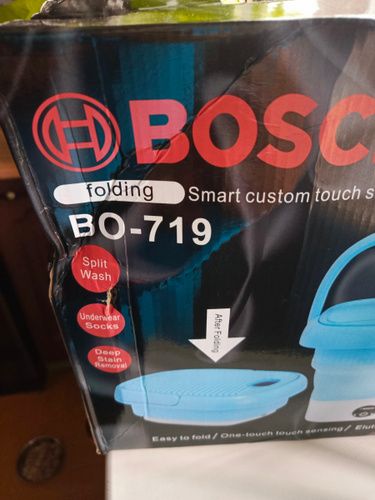 BOSC
folding
Smart custom touch s
BO-719
Split
Wash
Underwear
Socks
Deep
Stain
Removal
After Folding
Easy to fold / One-touch touch sensing /